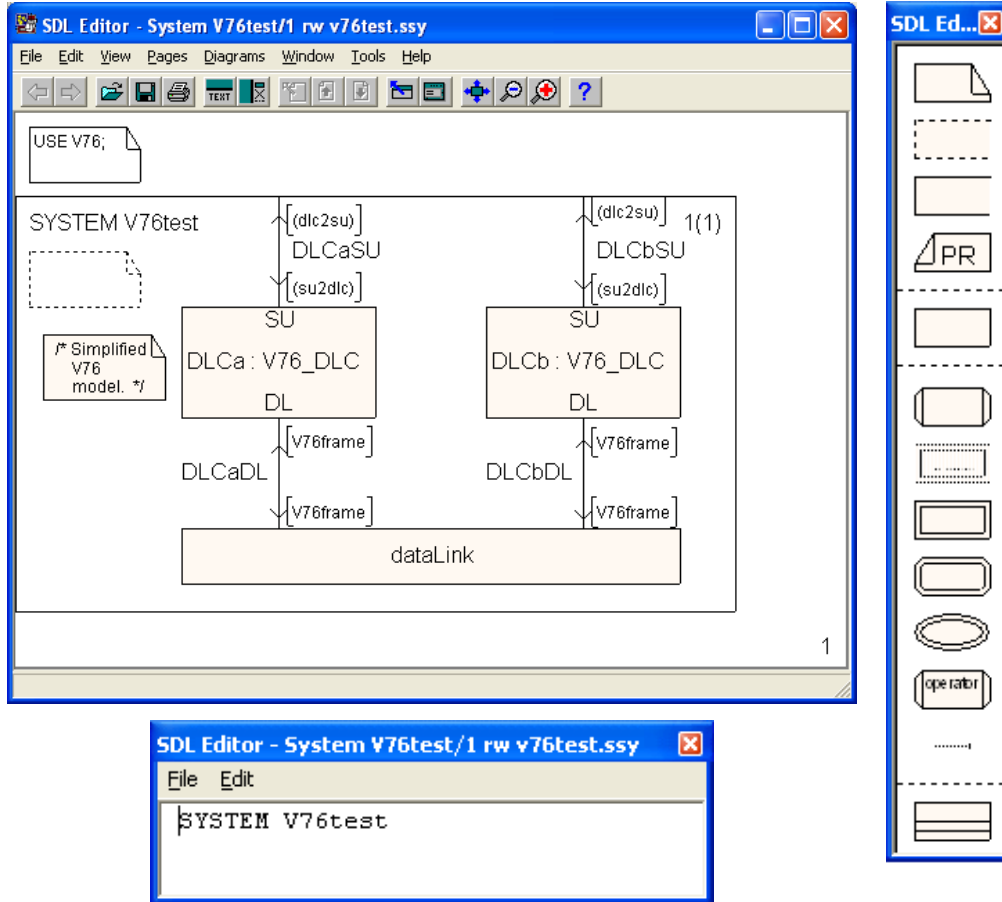 SDL Editor - System V76test/1 rw v76test.ssy
File Edit View Pages Diagrams Window Tools Help
TEXT
?
USE V76;
SYSTEM V76test
1(1)
[(dlc2su)]
DLCaSU
[(su2dlc)]
[(dlc2su)]
DLCbSU
[(su2dlc)]
/* Simplified
V76
model. */
SU
DLCa : V76_DLC
DL
SU
DLCb : V76_DLC
DL
[V76frame]
DLCaDL
[V76frame]
[V76frame]
DLCbDL
[V76frame]
dataLink
1
SDL Ed...
PR
operator
SDL Editor - System V76test/1 rw v76test.ssy
File Edit
SYSTEM V76test